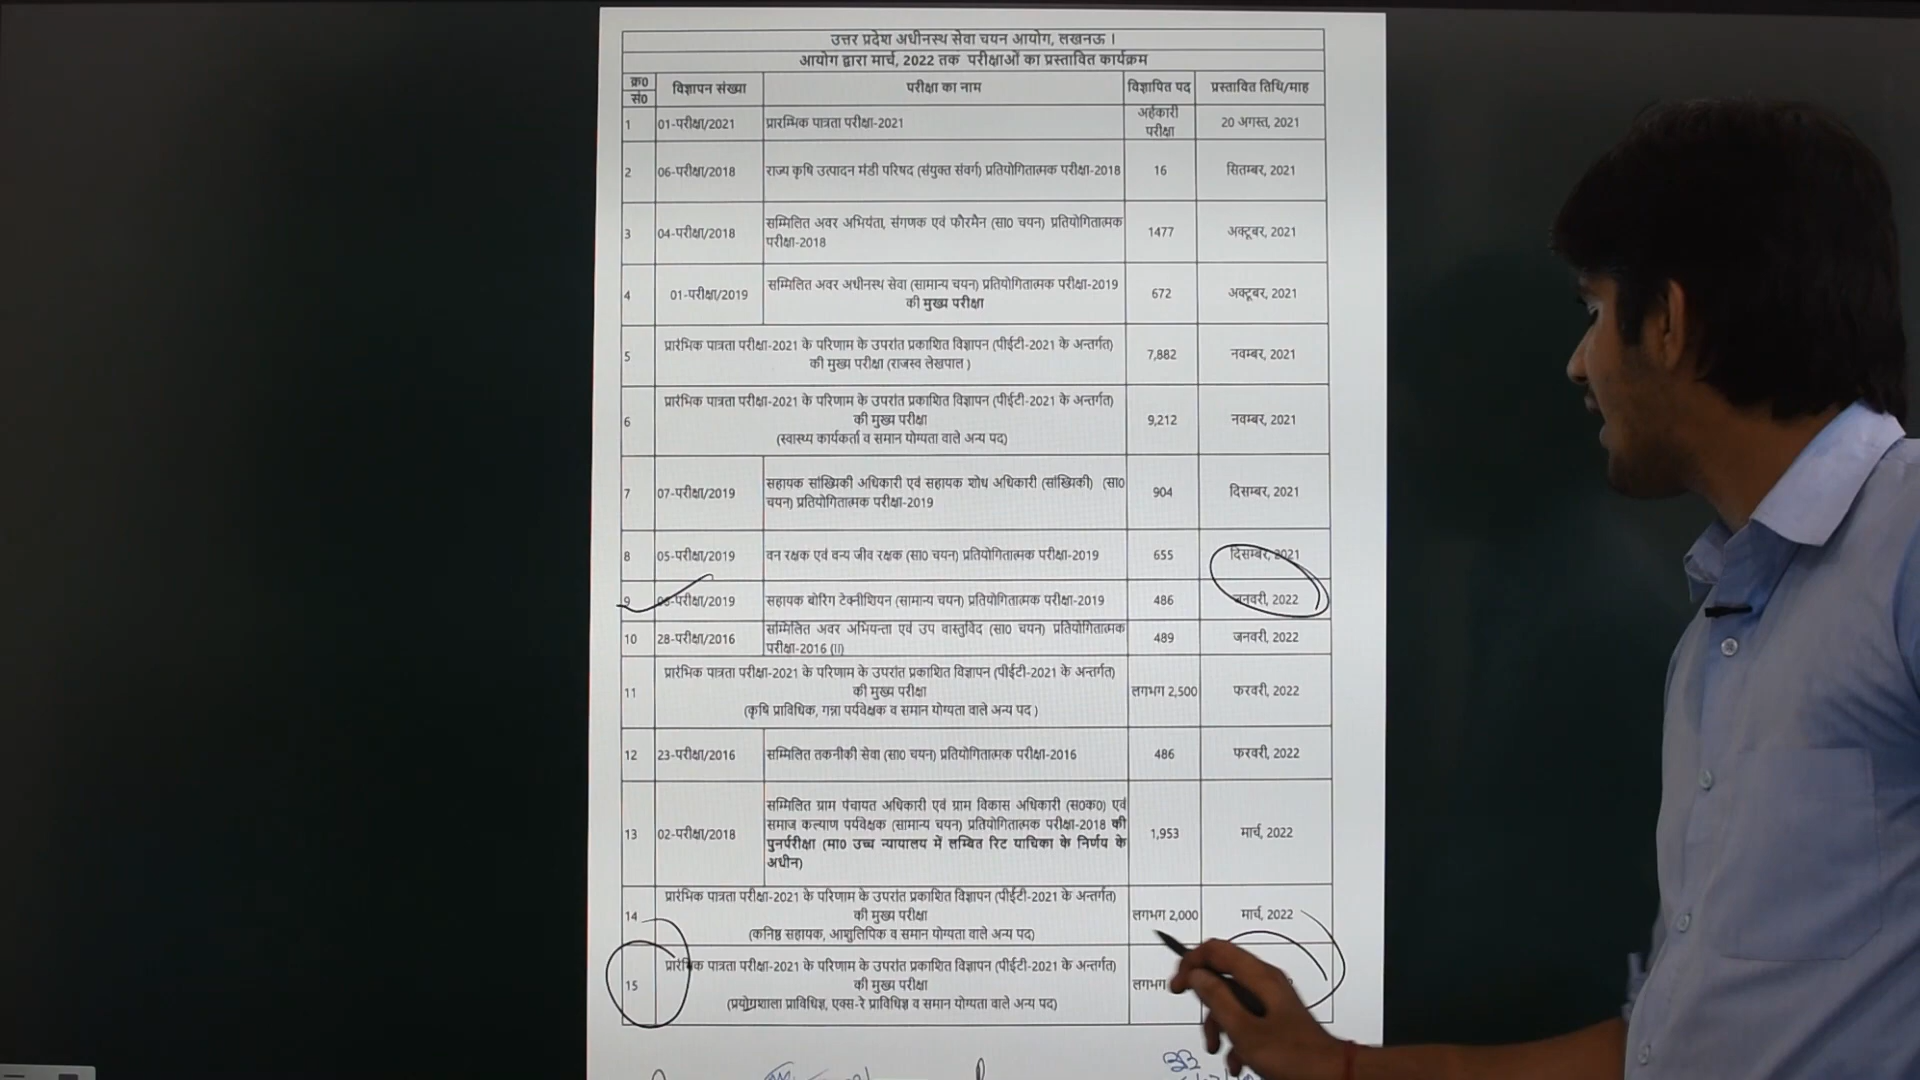 उत्तर प्रदेश अधीनस्थ सेवा चयन आयोग, लखनऊ ।
आयोग द्वारा मार्च, 2022 तक परीक्षाओं का प्रस्तावित कार्यक्रम
क्र0 सं0 विज्ञापन संख्या परीक्षा का नाम विज्ञापित पद प्रस्तावित तिथि/माह
1 01-परीक्षा/2021 प्रारम्भिक पात्रता परीक्षा-2021 अर्हकारी परीक्षा 20 अगस्त, 2021
2 06-परीक्षा/2018 राज्य कृषि उत्पादन मंडी परिषद (संयुक्त संवर्ग) प्रतियोगितात्मक परीक्षा-2018 16 सितम्बर, 2021
3 04-परीक्षा/2018 सम्मिलित अवर अभियंता, संगणक एवं फौरमैन (सा0 चयन) प्रतियोगितात्मक
परीक्षा-2018 1477 अक्टूबर, 2021
4 01-परीक्षा/2019 सम्मिलित अवर अधीनस्थ सेवा (सामान्य चयन) प्रतियोगितात्मक परीक्षा-2019
की मुख्य परीक्षा 672 अक्टूबर, 2021
5 प्रारंभिक पात्रता परीक्षा-2021 के परिणाम के उपरांत प्रकाशित विज्ञापन (पीईटी-2021 के अन्तर्गत)
की मुख्य परीक्षा (राजस्व लेखपाल ) 7,882 नवम्बर, 2021
6 प्रारंभिक पात्रता परीक्षा-2021 के परिणाम के उपरांत प्रकाशित विज्ञापन (पीईटी-2021 के अन्तर्गत)
की मुख्य परीक्षा
(स्वास्थ्य कार्यकर्ता व समान योग्यता वाले अन्य पद) 9,212 नवम्बर, 2021
7 07-परीक्षा/2019 सहायक सांख्यिकी अधिकारी एवं सहायक शोध अधिकारी (सांख्यिकी) (सा0
चयन) प्रतियोगितात्मक परीक्षा-2019 904 दिसम्बर, 2021
8 05-परीक्षा/2019 वन रक्षक एवं वन्य जीव रक्षक (सा0 चयन) प्रतियोगितात्मक परीक्षा-2019 655 दिसम्बर, 2021
9 परीक्षा/2019 सहायक बोरिंग टेक्नीशियन (सामान्य चयन) प्रतियोगितात्मक परीक्षा-2019 486 जनवरी, 2022
10 28-परीक्षा/2016 सम्मिलित अवर अभियन्ता एवं उप वास्तुविद (सा0 चयन) प्रतियोगितात्मक
परीक्षा-2016 (II) 489 जनवरी, 2022
11 प्रारंभिक पात्रता परीक्षा-2021 के परिणाम के उपरांत प्रकाशित विज्ञापन (पीईटी-2021 के अन्तर्गत)
की मुख्य परीक्षा
(कृषि प्राविधिक, गन्ना पर्यवेक्षक व समान योग्यता वाले अन्य पद ) लगभग 2,500 फरवरी, 2022
12 23-परीक्षा/2016 सम्मिलित तकनीकी सेवा (सा0 चयन) प्रतियोगितात्मक परीक्षा-2016 486 फरवरी, 2022
13 02-परीक्षा/2018 सम्मिलित ग्राम पंचायत अधिकारी एवं ग्राम विकास अधिकारी (स0क0) एवं
समाज कल्याण पर्यवेक्षक (सामान्य चयन) प्रतियोगितात्मक परीक्षा-2018 की
पुनर्परीक्षा (मा0 उच्च न्यायालय में लम्बित रिट याचिका के निर्णय के
अधीन) 1,953 मार्च, 2022
14 प्रारंभिक पात्रता परीक्षा-2021 के परिणाम के उपरांत प्रकाशित विज्ञापन (पीईटी-2021 के अन्तर्गत)
की मुख्य परीक्षा
(कनिष्ठ सहायक, आशुलिपिक व समान योग्यता वाले अन्य पद) लगभग 2,000 मार्च, 2022
15 प्रारंभिक पात्रता परीक्षा-2021 के परिणाम के उपरांत प्रकाशित विज्ञापन (पीईटी-2021 के अन्तर्गत)
की मुख्य परीक्षा
(प्रयोगशाला प्राविधिज्ञ, एक्स-रे प्राविधिज्ञ व समान योग्यता वाले अन्य पद) लगभग